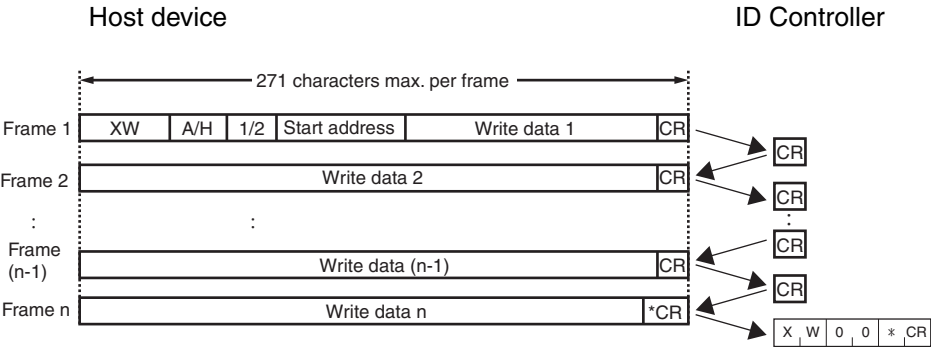 Host device ID Controller
271 characters max. per frame
Frame 1 XW A/H 1/2 Start address Write data 1 CR
CR
Frame 2 Write data 2 CR
CR
: : :
CR
Frame
(n-1) Write data (n-1) CR
CR
Frame n Write data n *CR
X W 0 0 * CR